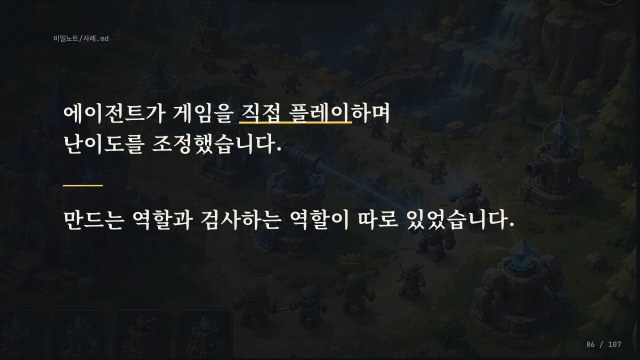 비밀노트/사례.md
에이전트가 게임을 직접 플레이하며
난이도를 조정했습니다.
만드는 역할과 검사하는 역할이 따로 있었습니다.
86 / 107